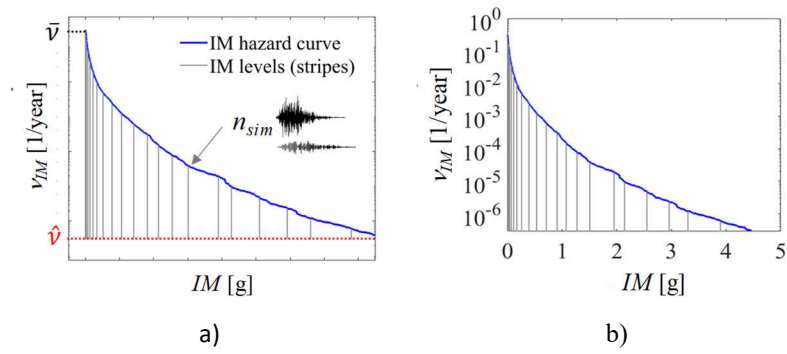 a)
ν̄
ν̂
ν_IM [1/year]
IM [g]
IM hazard curve
IM levels (stripes)
n_sim
b)
10^0
10^-1
10^-2
10^-3
10^-4
10^-5
10^-6
ν_IM [1/year]
0 1 2 3 4 5
IM [g]
a)
b)